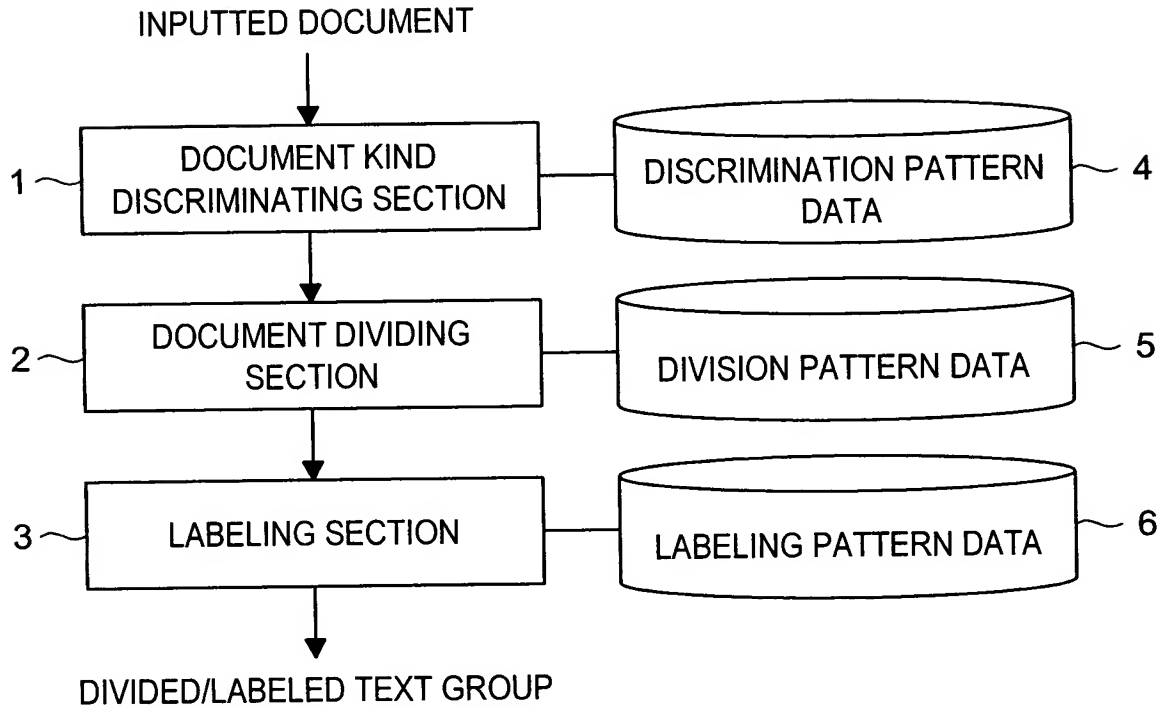 INPUTTED DOCUMENT
1
DOCUMENT KIND
DISCRIMINATING SECTION
DISCRIMINATION PATTERN
DATA
4
2
DOCUMENT DIVIDING
SECTION
DIVISION PATTERN DATA
5
3
LABELING SECTION
LABELING PATTERN DATA
6
DIVIDED/LABELED TEXT GROUP